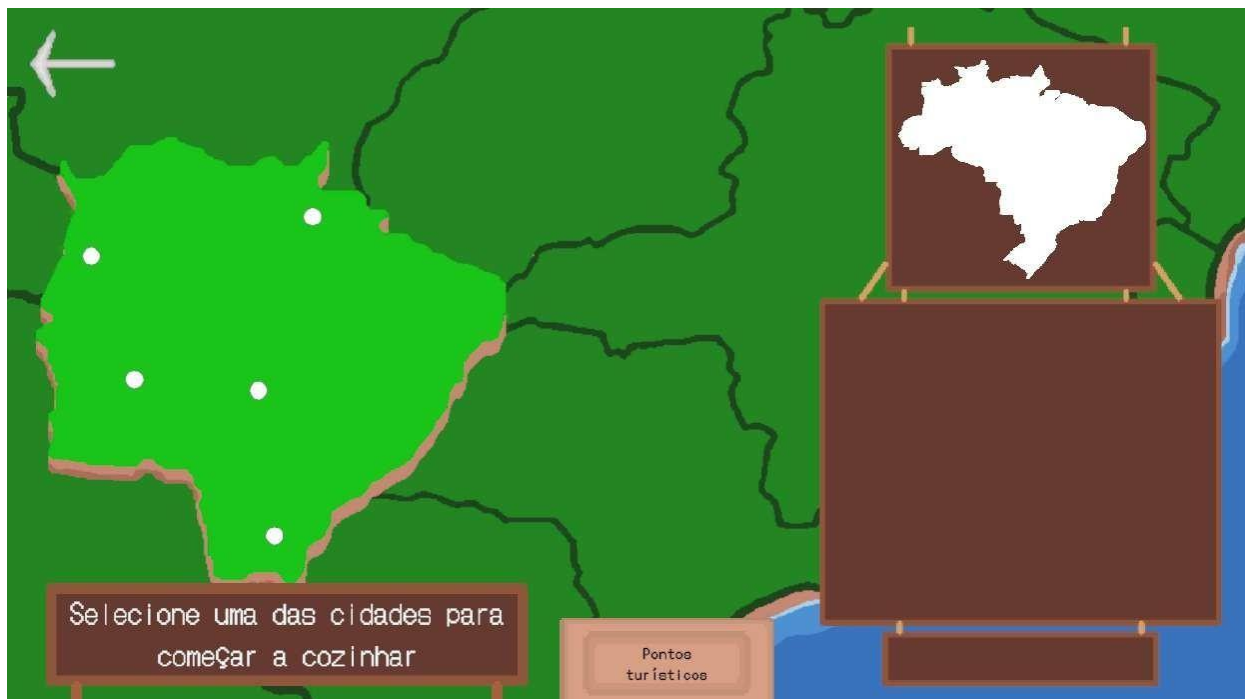 Selecione uma das cidades para
começar a cozinhar
Pontos
turísticos